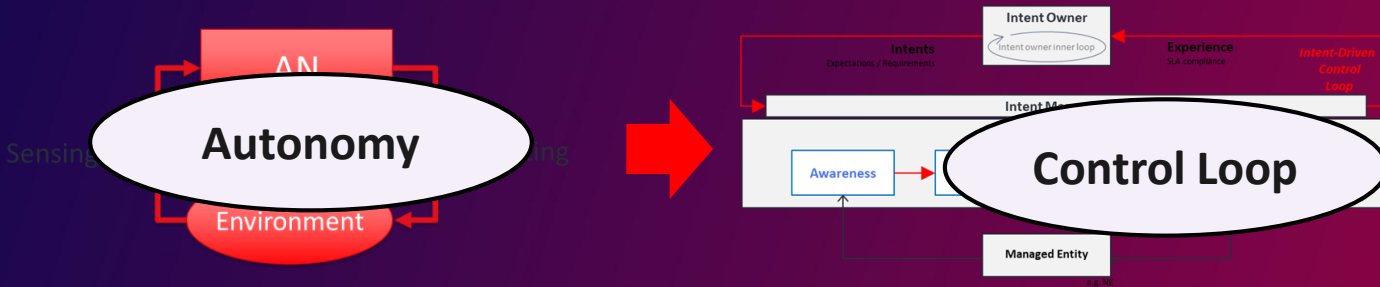 AN
Autonomy
Sensing
Environment
Intent Owner
Intent owner inner loop
Intents
Expectations / Requirements
Experience
SLA compliance
Intent-Driven
Control
Loop
Intent
Awareness
Control Loop
Managed Entity